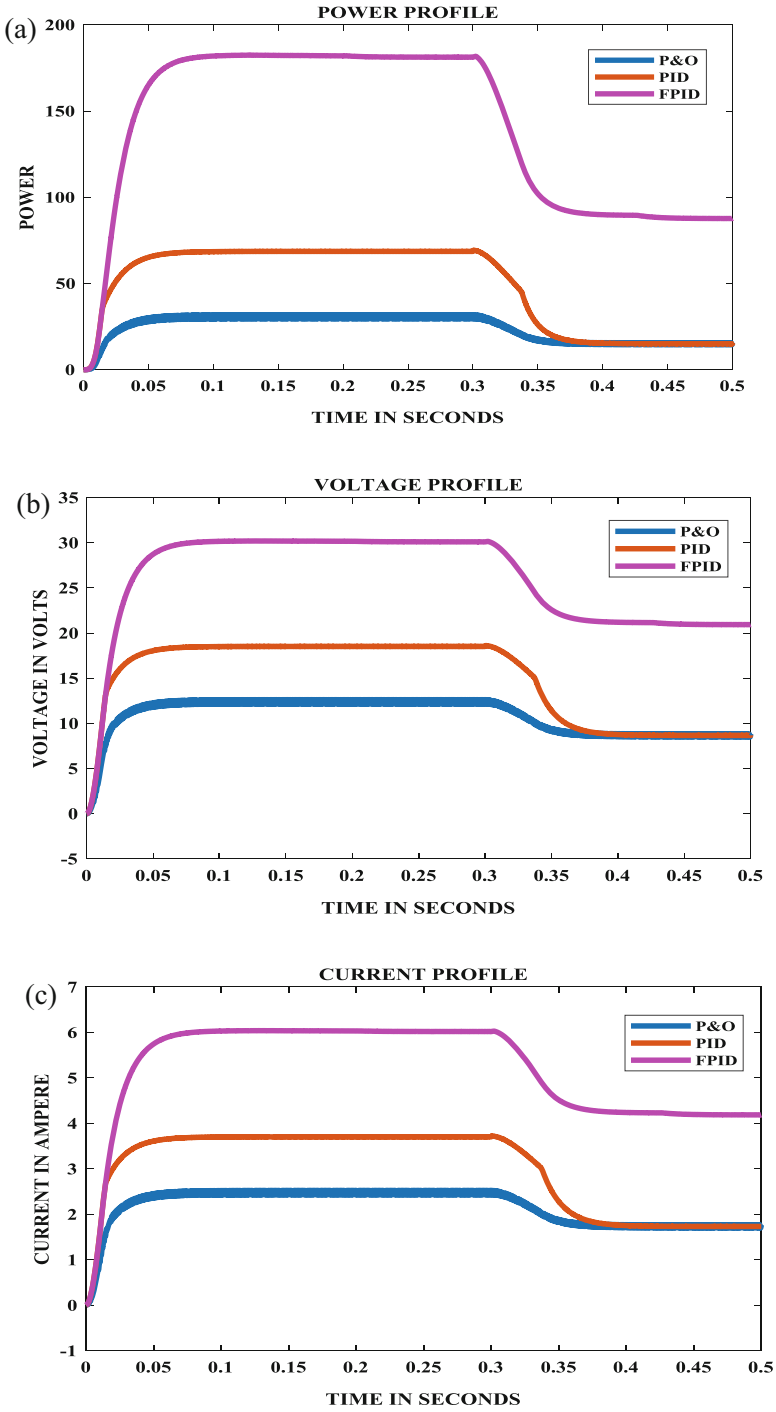 (a)
POWER PROFILE
200
150
100
50
0
POWER
P&O
PID
FPID
0 0.05 0.1 0.15 0.2 0.25 0.3 0.35 0.4 0.45 0.5
TIME IN SECONDS
(b)
VOLTAGE PROFILE
35
30
25
20
15
10
5
0
-5
VOLTAGE IN VOLTS
P&O
PID
FPID
0 0.05 0.1 0.15 0.2 0.25 0.3 0.35 0.4 0.45 0.5
TIME IN SECONDS
(c)
CURRENT PROFILE
7
6
5
4
3
2
1
0
-1
CURRENT IN AMPERE
P&O
PID
FPID
0 0.05 0.1 0.15 0.2 0.25 0.3 0.35 0.4 0.45 0.5
TIME IN SECONDS